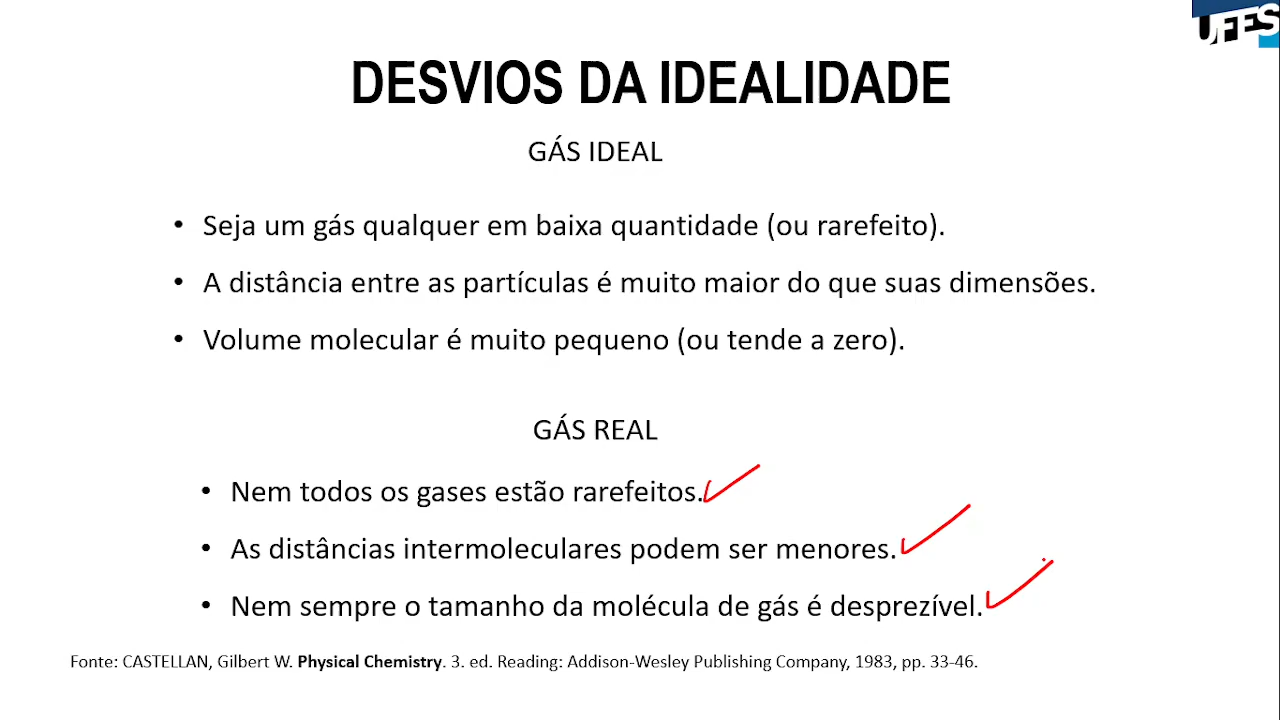 UFES
DESVIOS DA IDEALIDADE
GÁS IDEAL
• Seja um gás qualquer em baixa quantidade (ou rarefeito).
• A distância entre as partículas é muito maior do que suas dimensões.
• Volume molecular é muito pequeno (ou tende a zero).
GÁS REAL
• Nem todos os gases estão rarefeitos.
• As distâncias intermoleculares podem ser menores.
• Nem sempre o tamanho da molécula de gás é desprezível.
Fonte: CASTELLAN, Gilbert W. Physical Chemistry. 3. ed. Reading: Addison-Wesley Publishing Company, 1983, pp. 33-46.